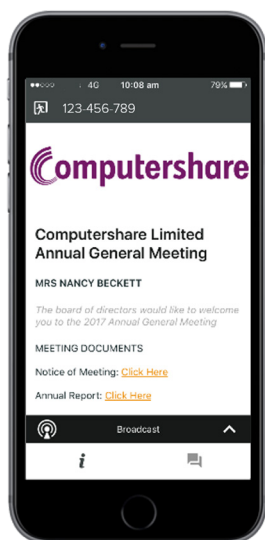 4G 10:08 am 79%
123-456-789
Computershare
Computershare Limited
Annual General Meeting
MRS NANCY BECKETT
The board of directors would like to welcome
you to the 2017 Annual General Meeting
MEETING DOCUMENTS
Notice of Meeting: Click Here
Annual Report: Click Here
Broadcast
i